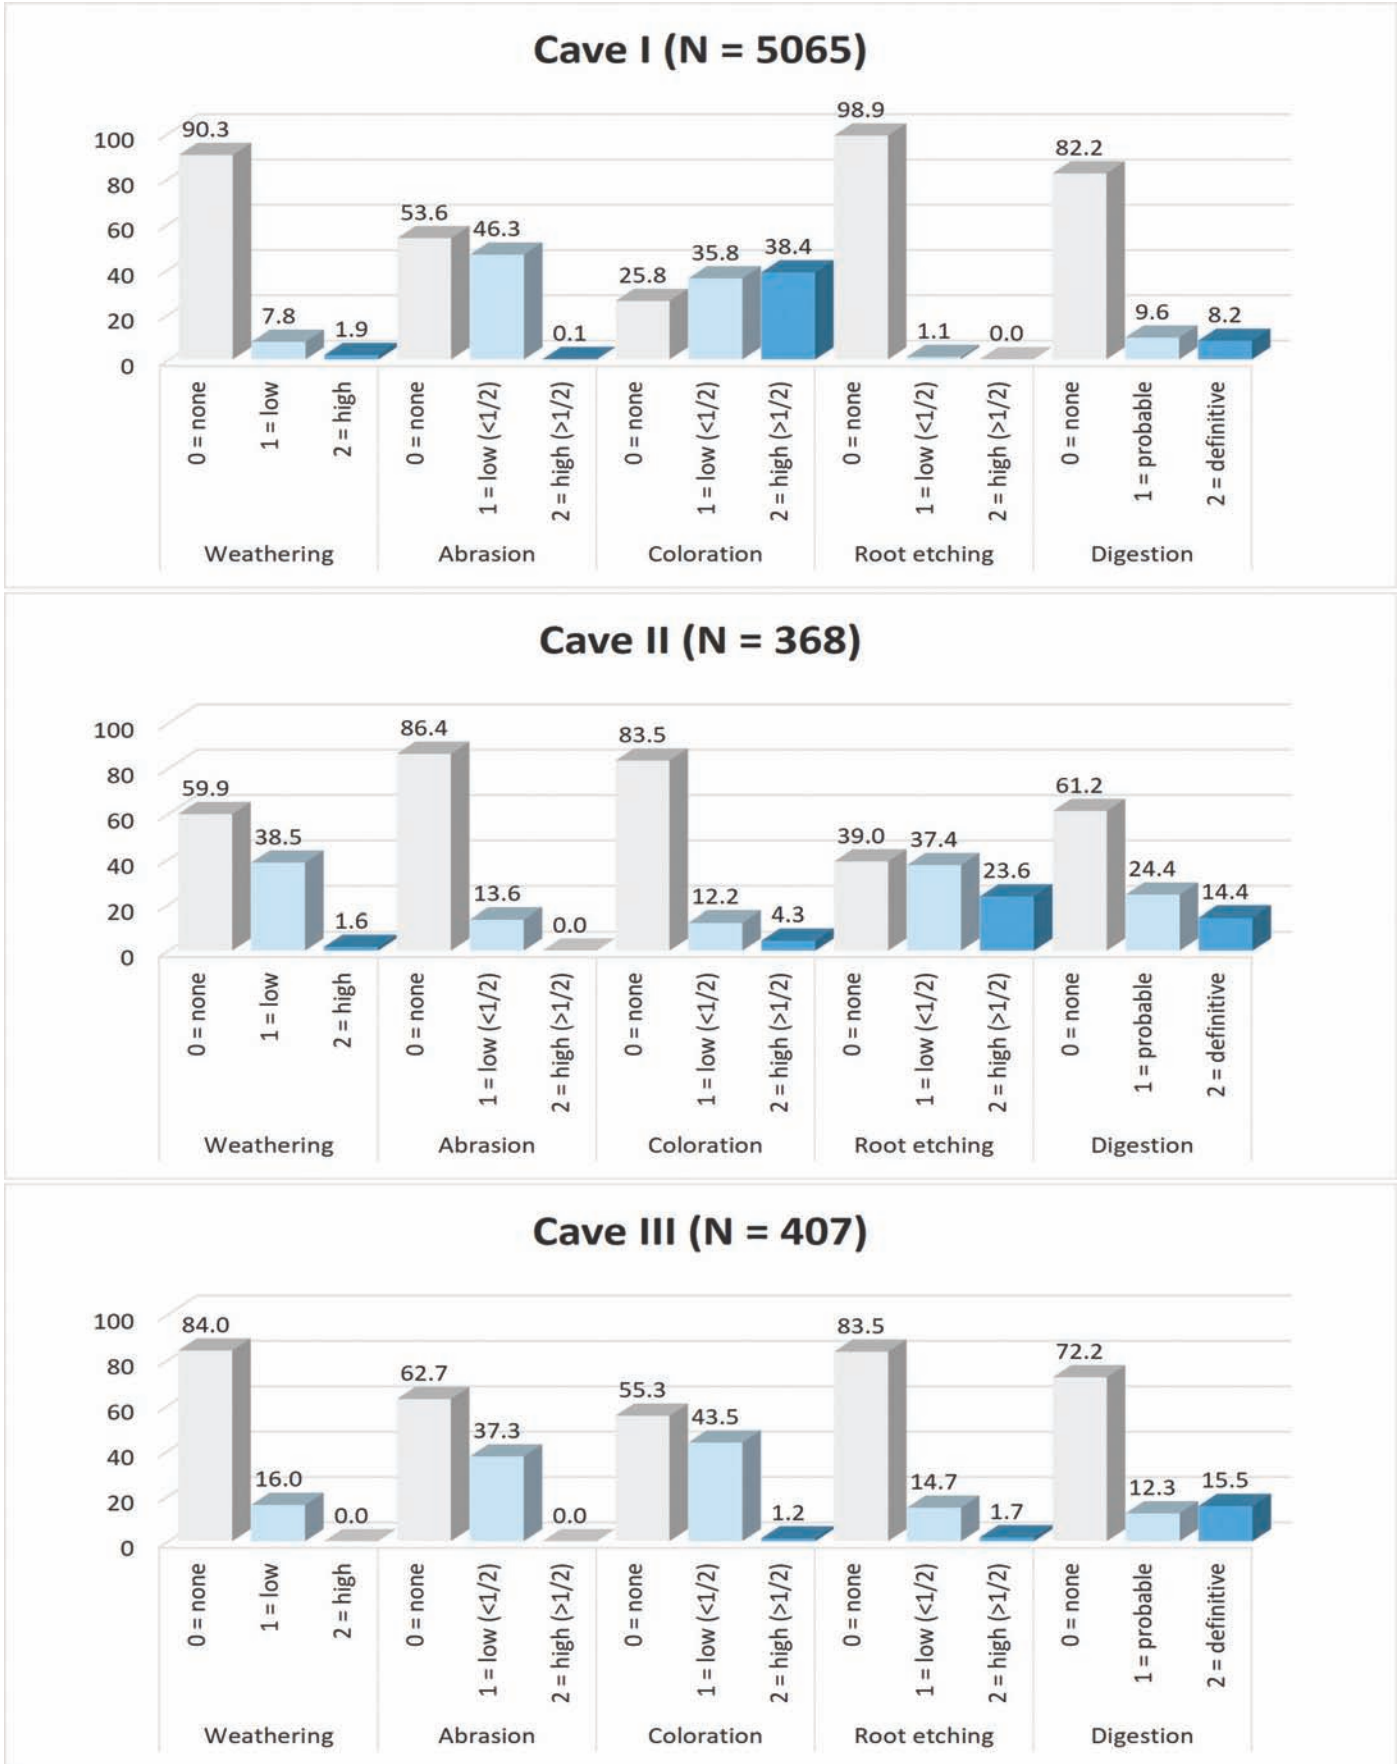 Cave I (N = 5065)
100
80
60
40
20
0
90.3
7.8
1.9
53.6
46.3
0.1
25.8
35.8
38.4
98.9
1.1
0.0
82.2
9.6
8.2
0 = none
1 = low
2 = high
0 = none
1 = low (<1/2)
2 = high (>1/2)
0 = none
1 = low (<1/2)
2 = high (>1/2)
0 = none
1 = low (<1/2)
2 = high (>1/2)
0 = none
1 = probable
2 = definitive
Weathering
Abrasion
Coloration
Root etching
Digestion
Cave II (N = 368)
100
80
60
40
20
0
59.9
38.5
1.6
86.4
13.6
0.0
83.5
12.2
4.3
39.0
37.4
23.6
61.2
24.4
14.4
0 = none
1 = low
2 = high
0 = none
1 = low (<1/2)
2 = high (>1/2)
0 = none
1 = low (<1/2)
2 = high (>1/2)
0 = none
1 = low (<1/2)
2 = high (>1/2)
0 = none
1 = probable
2 = definitive
Weathering
Abrasion
Coloration
Root etching
Digestion
Cave III (N = 407)
100
80
60
40
20
0
84.0
16.0
0.0
62.7
37.3
0.0
55.3
43.5
1.2
83.5
14.7
1.7
72.2
12.3
15.5
0 = none
1 = low
2 = high
0 = none
1 = low (<1/2)
2 = high (>1/2)
0 = none
1 = low (<1/2)
2 = high (>1/2)
0 = none
1 = low (<1/2)
2 = high (>1/2)
0 = none
1 = probable
2 = definitive
Weathering
Abrasion
Coloration
Root etching
Digestion